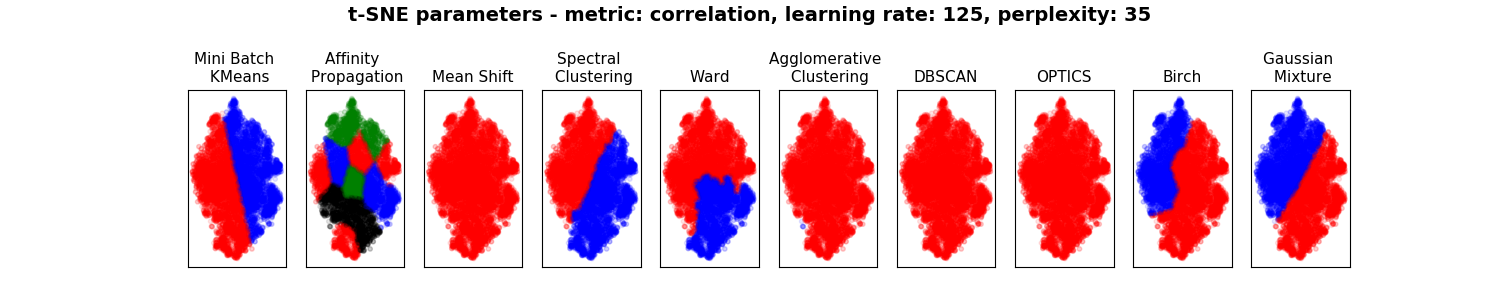 t-SNE parameters - metric: correlation, learning rate: 125, perplexity: 35
Mini Batch
KMeans
Affinity
Propagation
Mean Shift
Spectral
Clustering
Ward
Agglomerative
Clustering
DBSCAN
OPTICS
Birch
Gaussian
Mixture